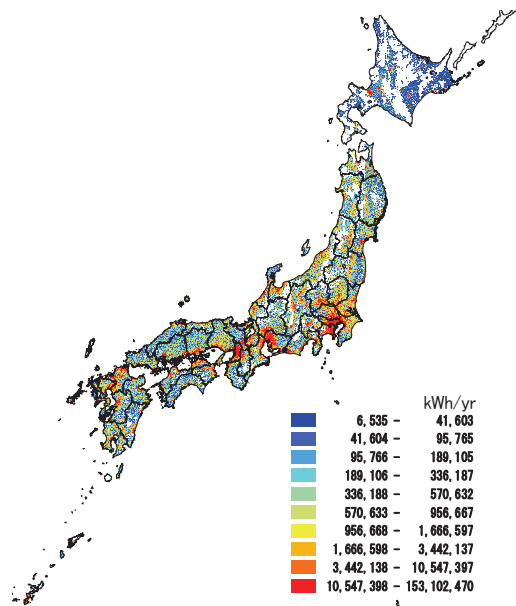 kWh/yr
6,535 - 41,603
41,604 - 95,765
95,766 - 189,105
189,106 - 336,187
336,188 - 570,632
570,633 - 956,667
956,668 - 1,666,597
1,666,598 - 3,442,137
3,442,138 - 10,547,397
10,547,398 - 153,102,470